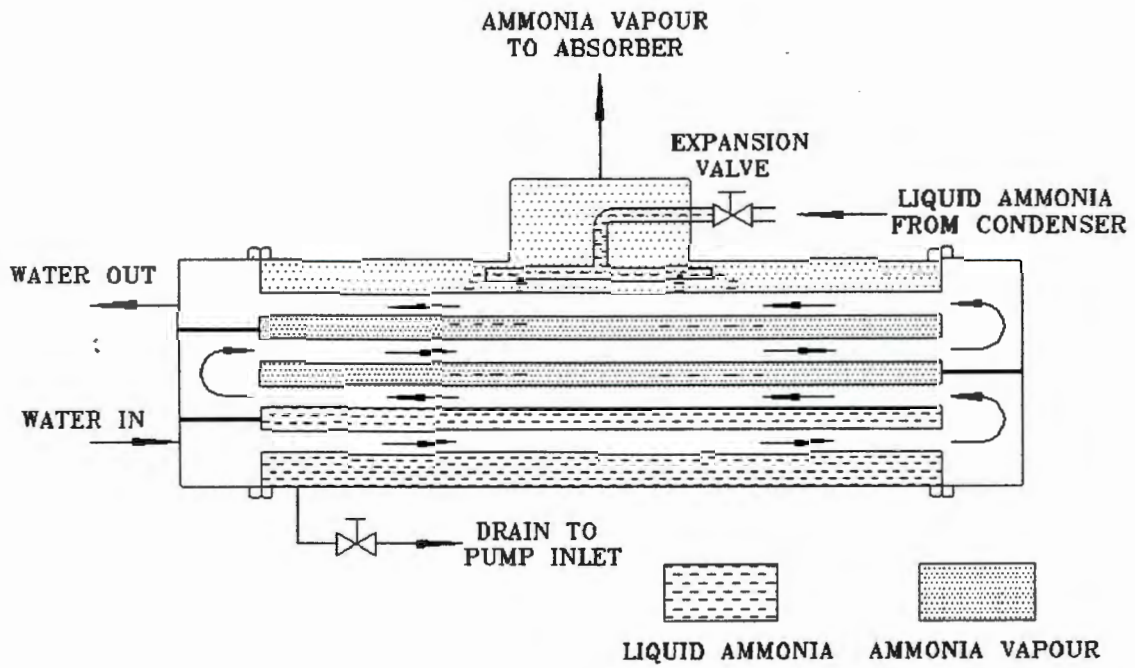 AMMONIA VAPOUR
TO ABSORBER
EXPANSION
VALVE
LIQUID AMMONIA
FROM CONDENSER
WATER OUT
WATER IN
DRAIN TO
PUMP INLET
LIQUID AMMONIA
AMMONIA VAPOUR